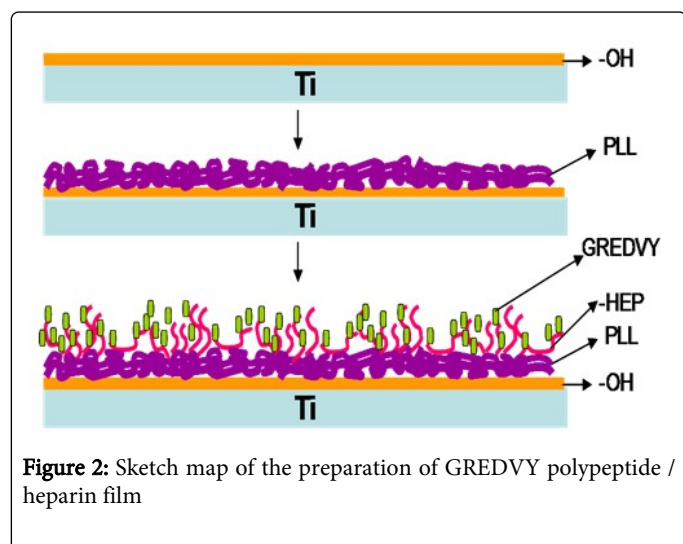 -OH
Ti
PLL
Ti
GREDVY
-HEP
PLL
-OH
Ti
Figure 2: Sketch map of the preparation of GREDVY polypeptide /
heparin film